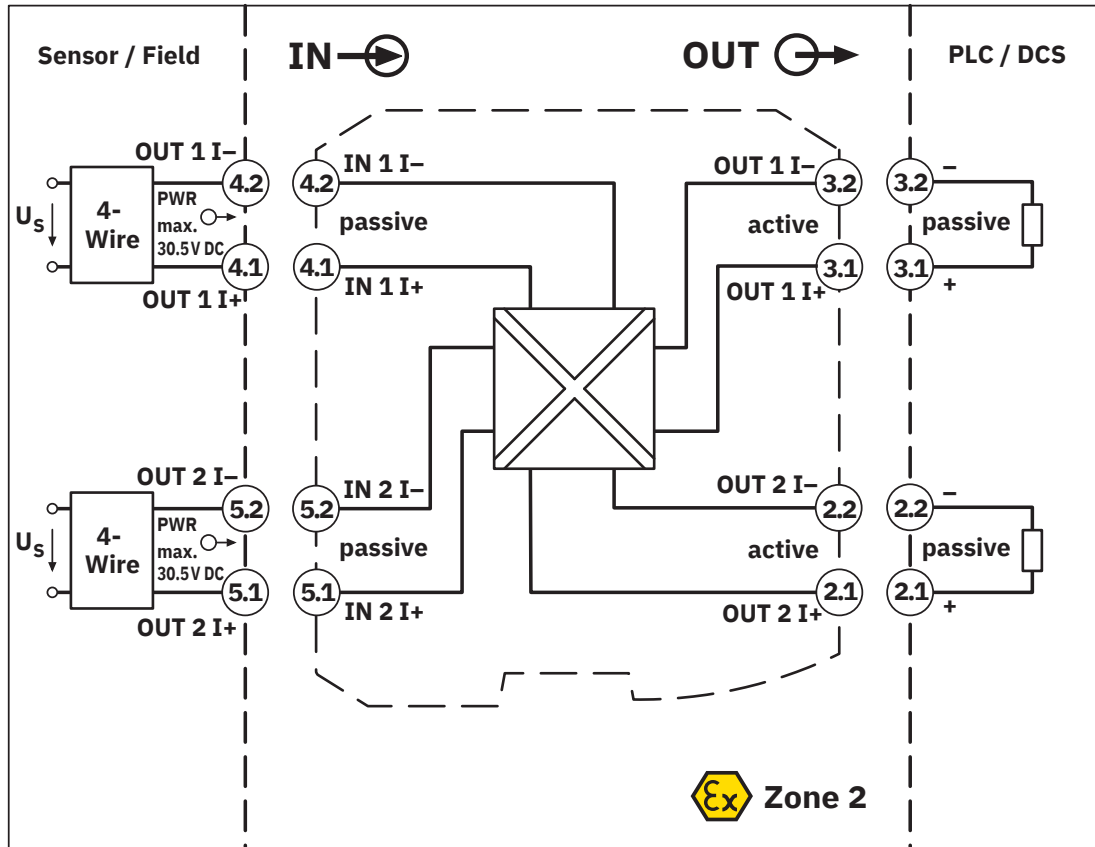 Sensor / Field
IN
OUT
PLC / DCS
OUT 1 I–
4.2
4.2
IN 1 I–
OUT 1 I–
3.2
3.2
–
US
4-
Wire
PWR
max.
30.5 V DC
passive
active
passive
4.1
4.1
3.1
3.1
+
OUT 1 I+
IN 1 I+
OUT 1 I+
OUT 2 I–
5.2
5.2
IN 2 I–
OUT 2 I–
2.2
2.2
–
US
4-
Wire
PWR
max.
30.5 V DC
passive
active
passive
5.1
5.1
2.1
2.1
+
OUT 2 I+
IN 2 I+
OUT 2 I+
Ex
Zone 2